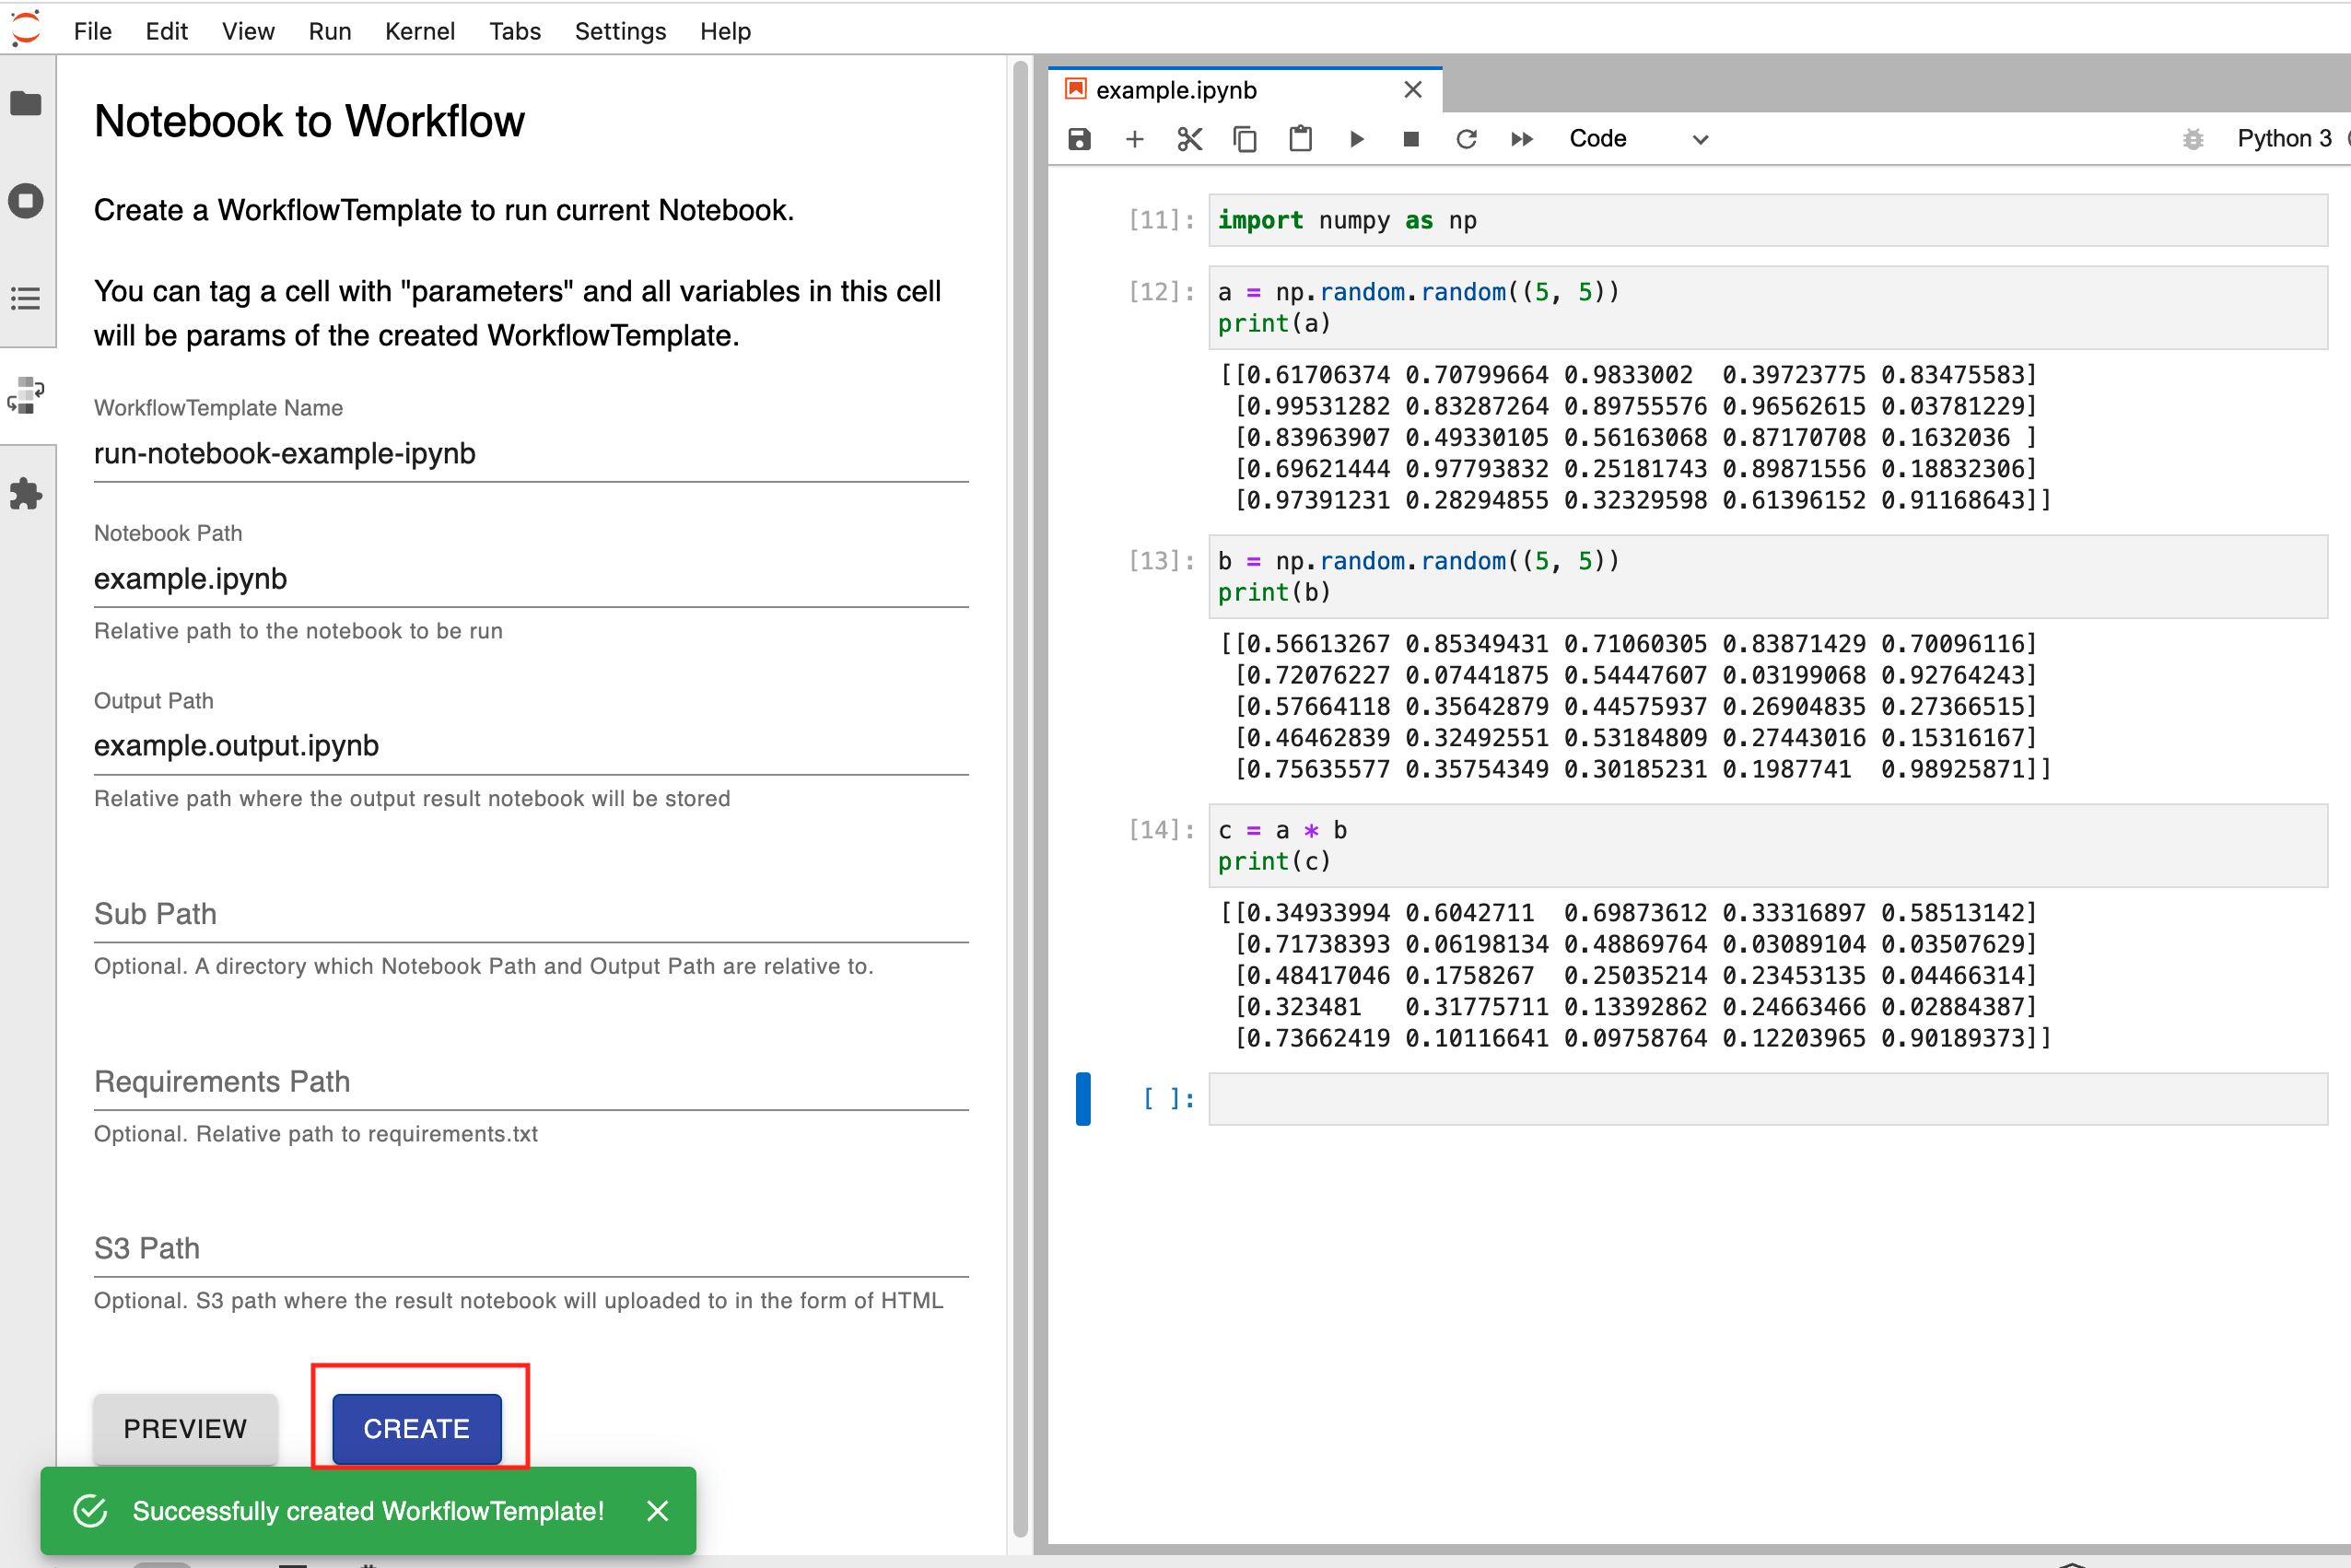 File Edit View Run Kernel Tabs Settings Help
Notebook to Workflow
Create a WorkflowTemplate to run current Notebook.
You can tag a cell with "parameters" and all variables in this cell
will be params of the created WorkflowTemplate.
WorkflowTemplate Name
run-notebook-example-ipynb
Notebook Path
example.ipynb
Relative path to the notebook to be run
Output Path
example.output.ipynb
Relative path where the output result notebook will be stored
Sub Path
Optional. A directory which Notebook Path and Output Path are relative to.
Requirements Path
Optional. Relative path to requirements.txt
S3 Path
Optional. S3 path where the result notebook will uploaded to in the form of HTML
PREVIEW CREATE
Successfully created WorkflowTemplate!
example.ipynb
Code Python 3
[11]: import numpy as np
[12]: a = np.random.random((5, 5))
print(a)
[[0.61706374 0.70799664 0.9833002  0.39723775 0.83475583]
[0.99531282 0.83287264 0.89755576 0.96562615 0.03781229]
[0.83963907 0.49330105 0.56163068 0.87170708 0.1632036 ]
[0.69621444 0.97793832 0.25181743 0.89871556 0.18832306]
[0.97391231 0.28294855 0.32329598 0.61396152 0.91168643]]
[13]: b = np.random.random((5, 5))
print(b)
[[0.56613267 0.85349431 0.71060305 0.83871429 0.70096116]
[0.72076227 0.07441875 0.54447607 0.03199068 0.92764243]
[0.57664118 0.35642879 0.44575937 0.26904835 0.27366515]
[0.46462839 0.32492551 0.53184809 0.27443016 0.15316167]
[0.75635577 0.35754349 0.30185231 0.1987741  0.98925871]]
[14]: c = a * b
print(c)
[[0.34933994 0.6042711  0.69873612 0.33316897 0.58513142]
[0.71738393 0.06198134 0.48869764 0.03089104 0.03507629]
[0.48417046 0.1758267  0.25035214 0.23453135 0.04466314]
[0.323481   0.31775711 0.13392862 0.24663466 0.02884387]
[0.73662419 0.10116641 0.09758764 0.12203965 0.90189373]]
[ ]: